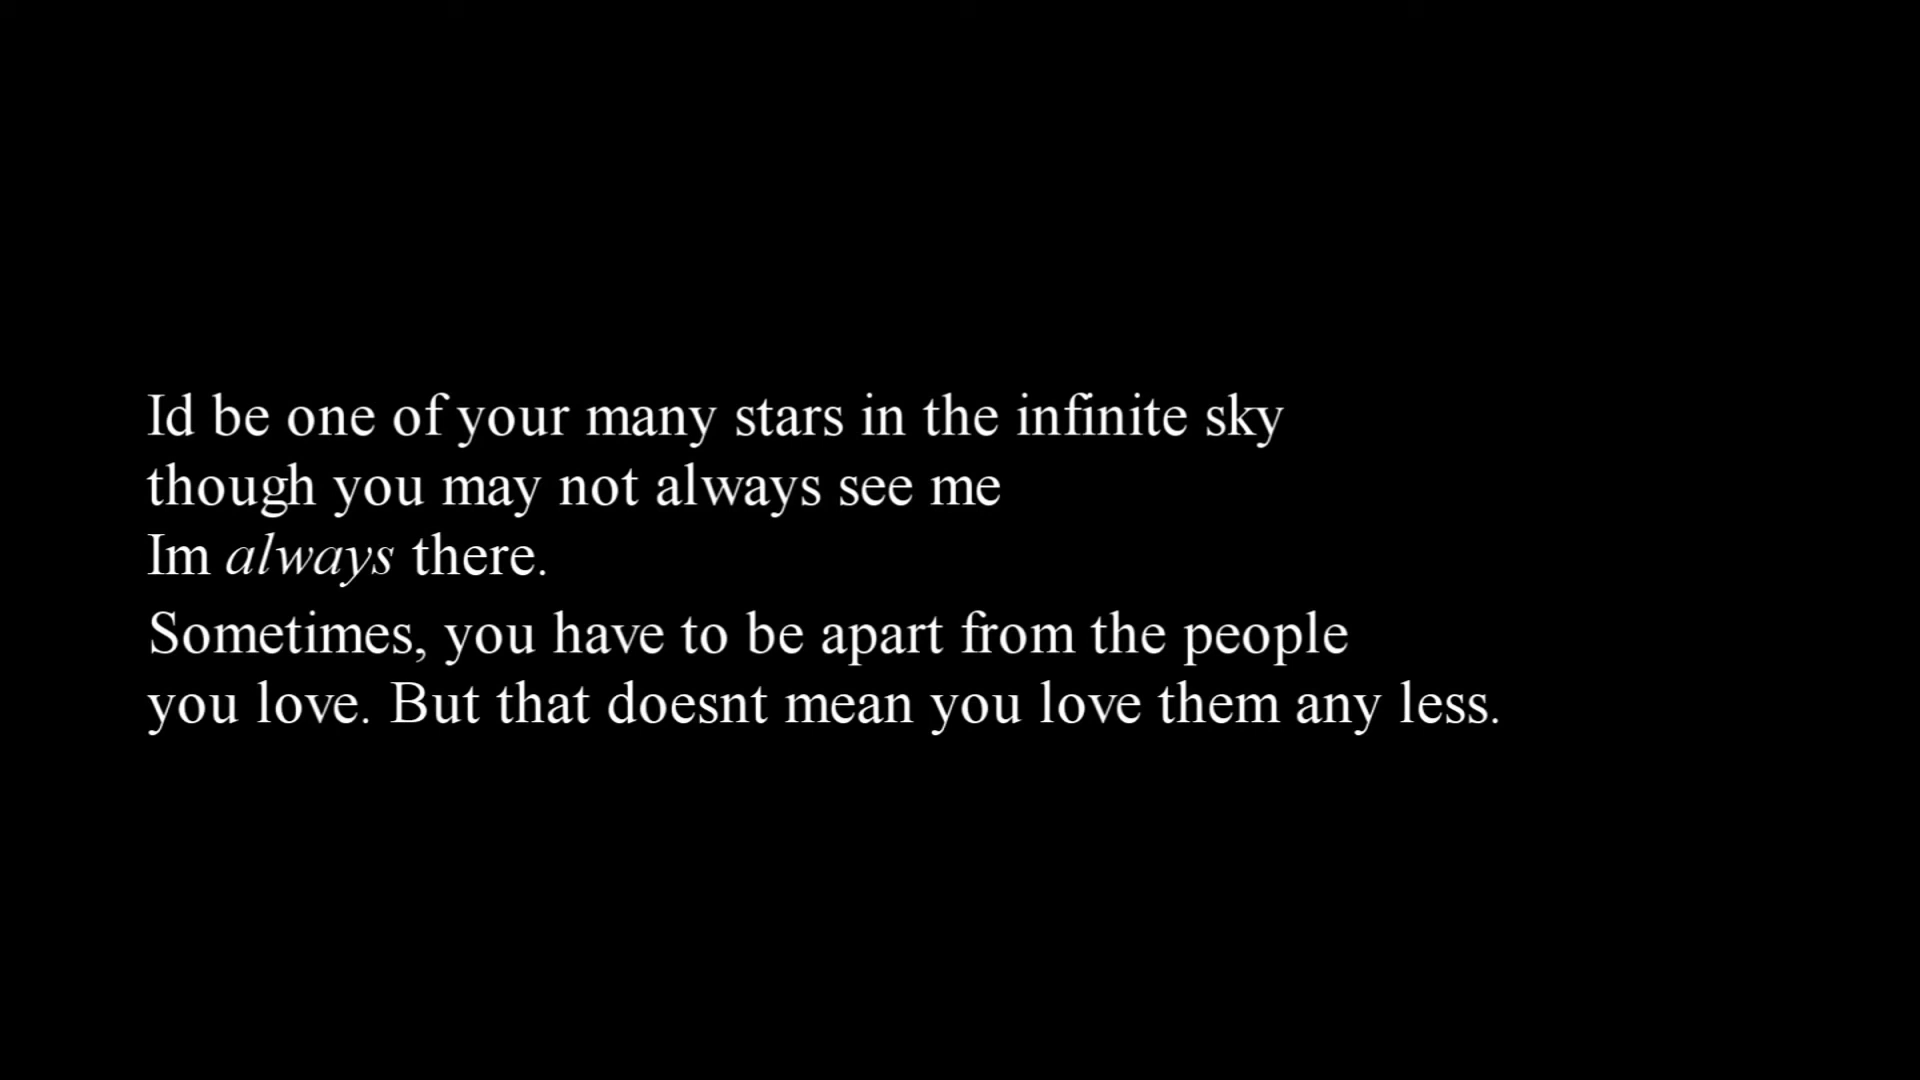 Id be one of your many stars in the infinite sky
though you may not always see me
Im always there.
Sometimes, you have to be apart from the people
you love. But that doesnt mean you love them any less.